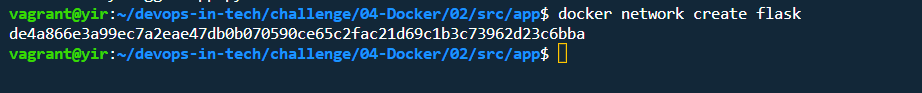 vagrant@yir:~/devops-in-tech/challenge/04-Docker/02/src/app$ docker network create flask
de4a866e3a99ec7a2eae47db0b070590ce65c2fac21d69c1b3c73962d23c6bba
vagrant@yir:~/devops-in-tech/challenge/04-Docker/02/src/app$